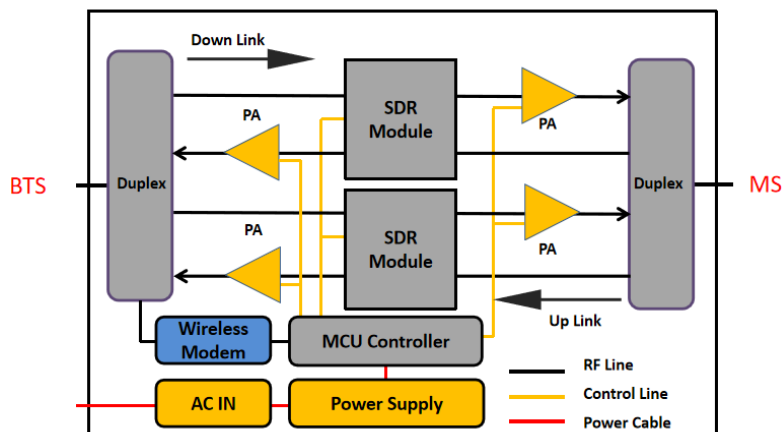 Down Link
SDR
Module
PA
PA
BTS
Duplex
Duplex
MS
SDR
Module
PA
PA
Up Link
Wireless
Modem
MCU Controller
AC IN
Power Supply
RF Line
Control Line
Power Cable